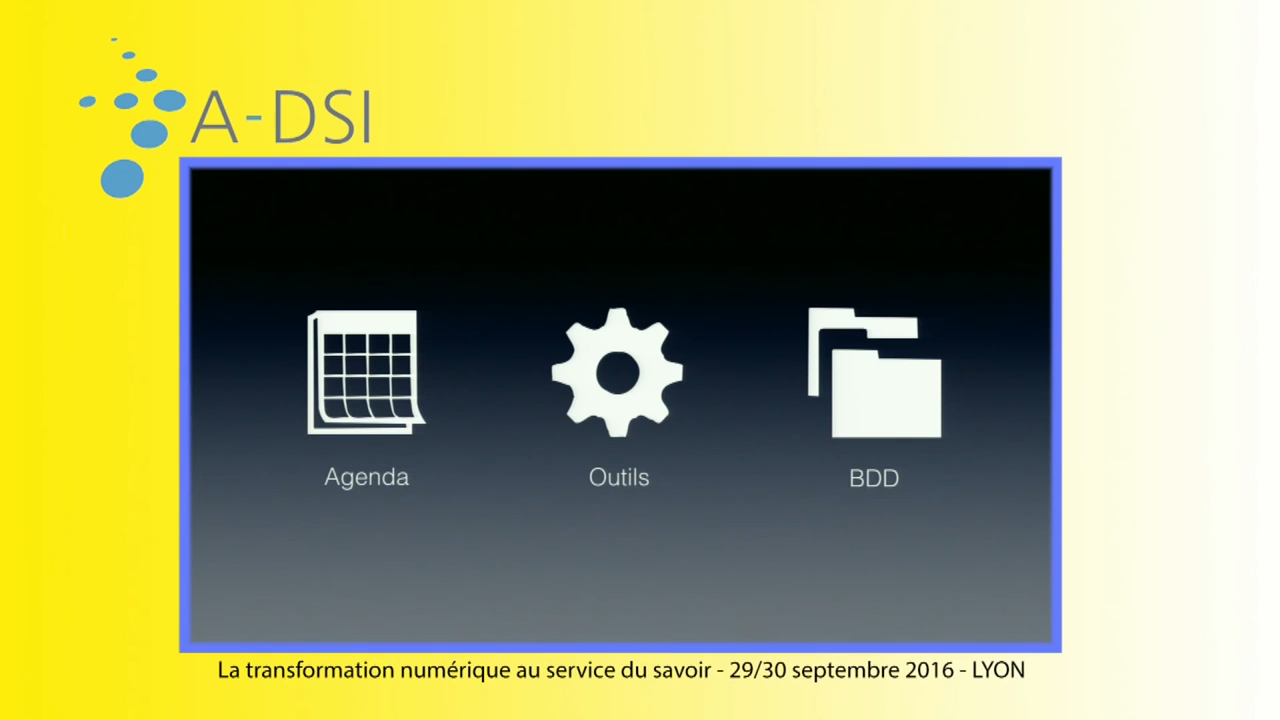 A-DSI
Agenda
Outils
BDD
La transformation numérique au service du savoir - 29/30 septembre 2016 - LYON